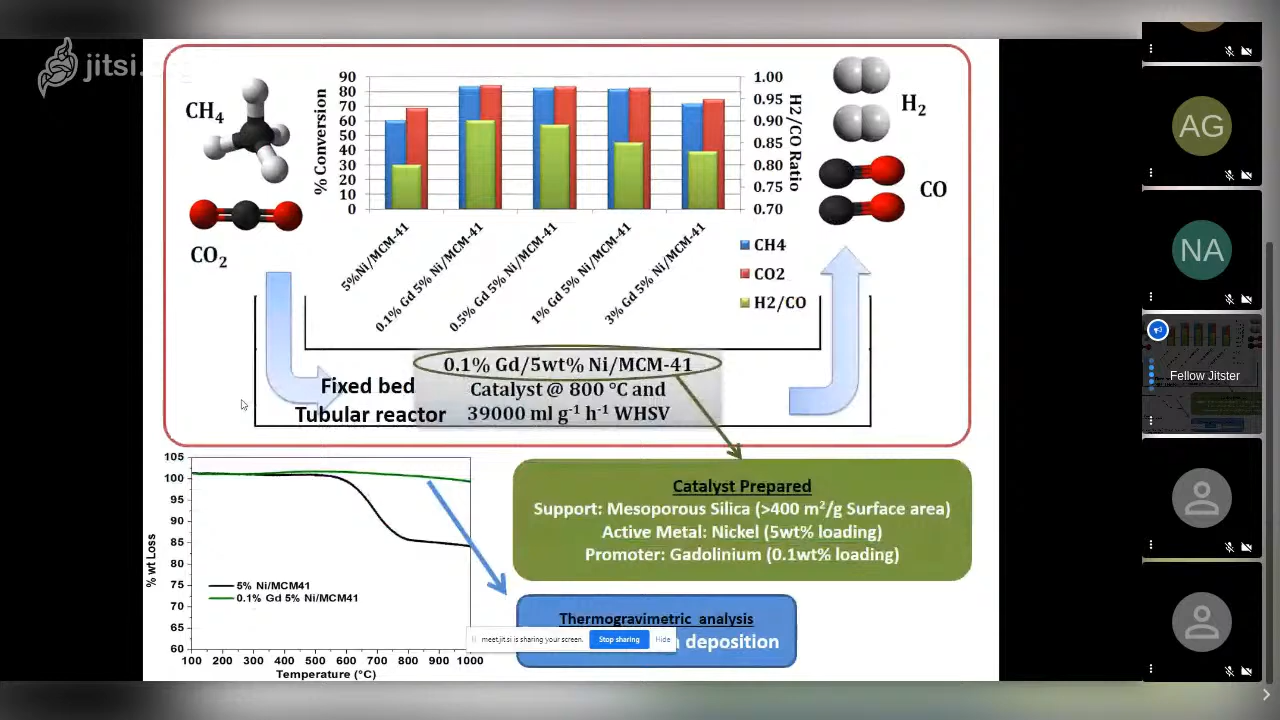 jitsi.
CH4
CO2
% Conversion
90
80
70
60
50
40
30
20
10
0
1.00
0.95
0.90
0.85
0.80
0.75
0.70
H2/CO Ratio
5%Ni/MCM-41
0.1% Gd 5% Ni/MCM-41
0.5% Gd 5% Ni/MCM-41
1% Gd 5% Ni/MCM-41
3% Gd 5% Ni/MCM-41
CH4
CO2
H2/CO
H2
CO
Fixed bed
Tubular reactor
0.1% Gd/5wt% Ni/MCM-41
Catalyst @ 800 °C and
39000 ml g-1 h-1 WHSV
Catalyst Prepared
Support: Mesoporous Silica (>400 m2/g Surface area)
Active Metal: Nickel (5wt% loading)
Promoter: Gadolinium (0.1wt% loading)
% wt Loss
105
100
95
90
85
80
75
70
65
60
5% Ni/MCM41
0.1% Gd 5% Ni/MCM41
100 200 300 400 500 600 700 800 900 1000
Temperature (°C)
Thermogravimetric analysis
deposition
meet.jit.si is sharing your screen.
Stop sharing
Hide
AG
NA
Fellow Jitster